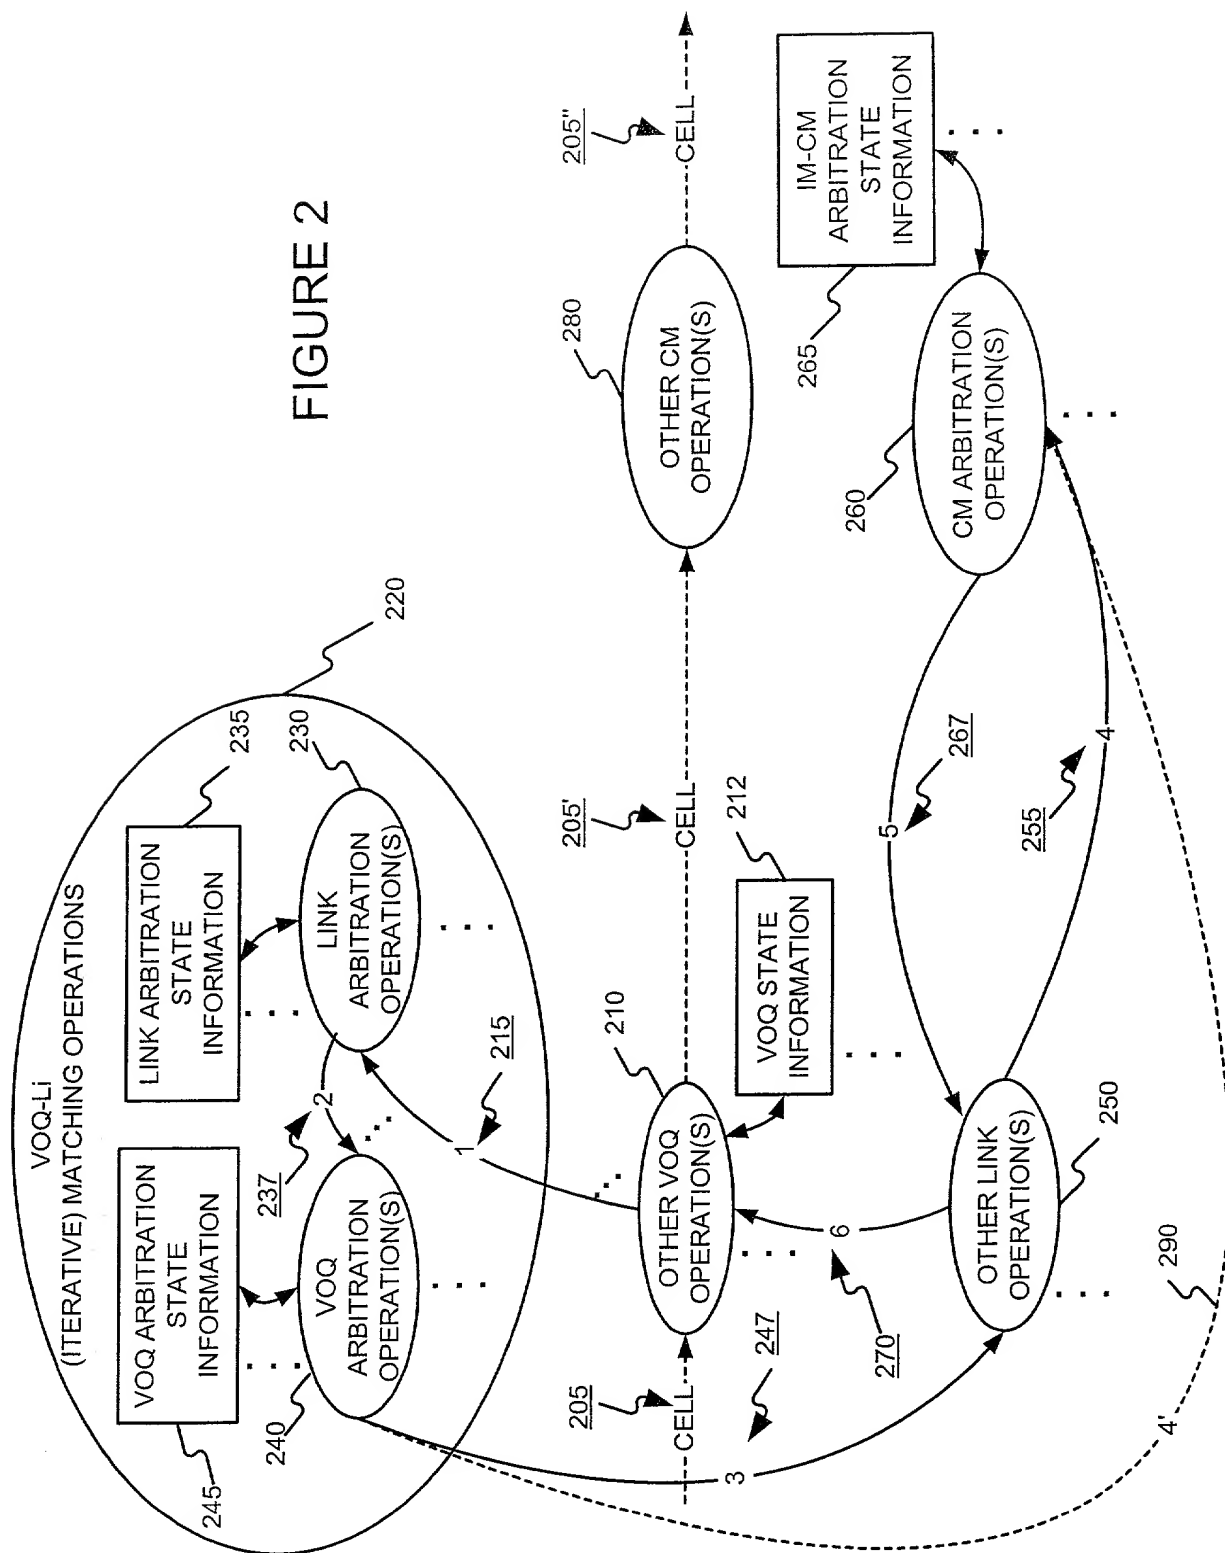 FIGURE 2
VOQ-Li
(ITERATIVE) MATCHING OPERATIONS
220
VOQ ARBITRATION
STATE
INFORMATION
245
LINK ARBITRATION
STATE
INFORMATION
235
VOQ
ARBITRATION
OPERATION(S)
240
LINK
ARBITRATION
OPERATION(S)
230
237
2
1
215
205
CELL
OTHER VOQ
OPERATION(S)
210
205'
CELL
OTHER CM
OPERATION(S)
280
205"
CELL
VOQ STATE
INFORMATION
212
3
247
6
270
OTHER LINK
OPERATION(S)
250
5
267
4
255
CM ARBITRATION
OPERATION(S)
260
IM-CM
ARBITRATION
STATE
INFORMATION
265
4'
290